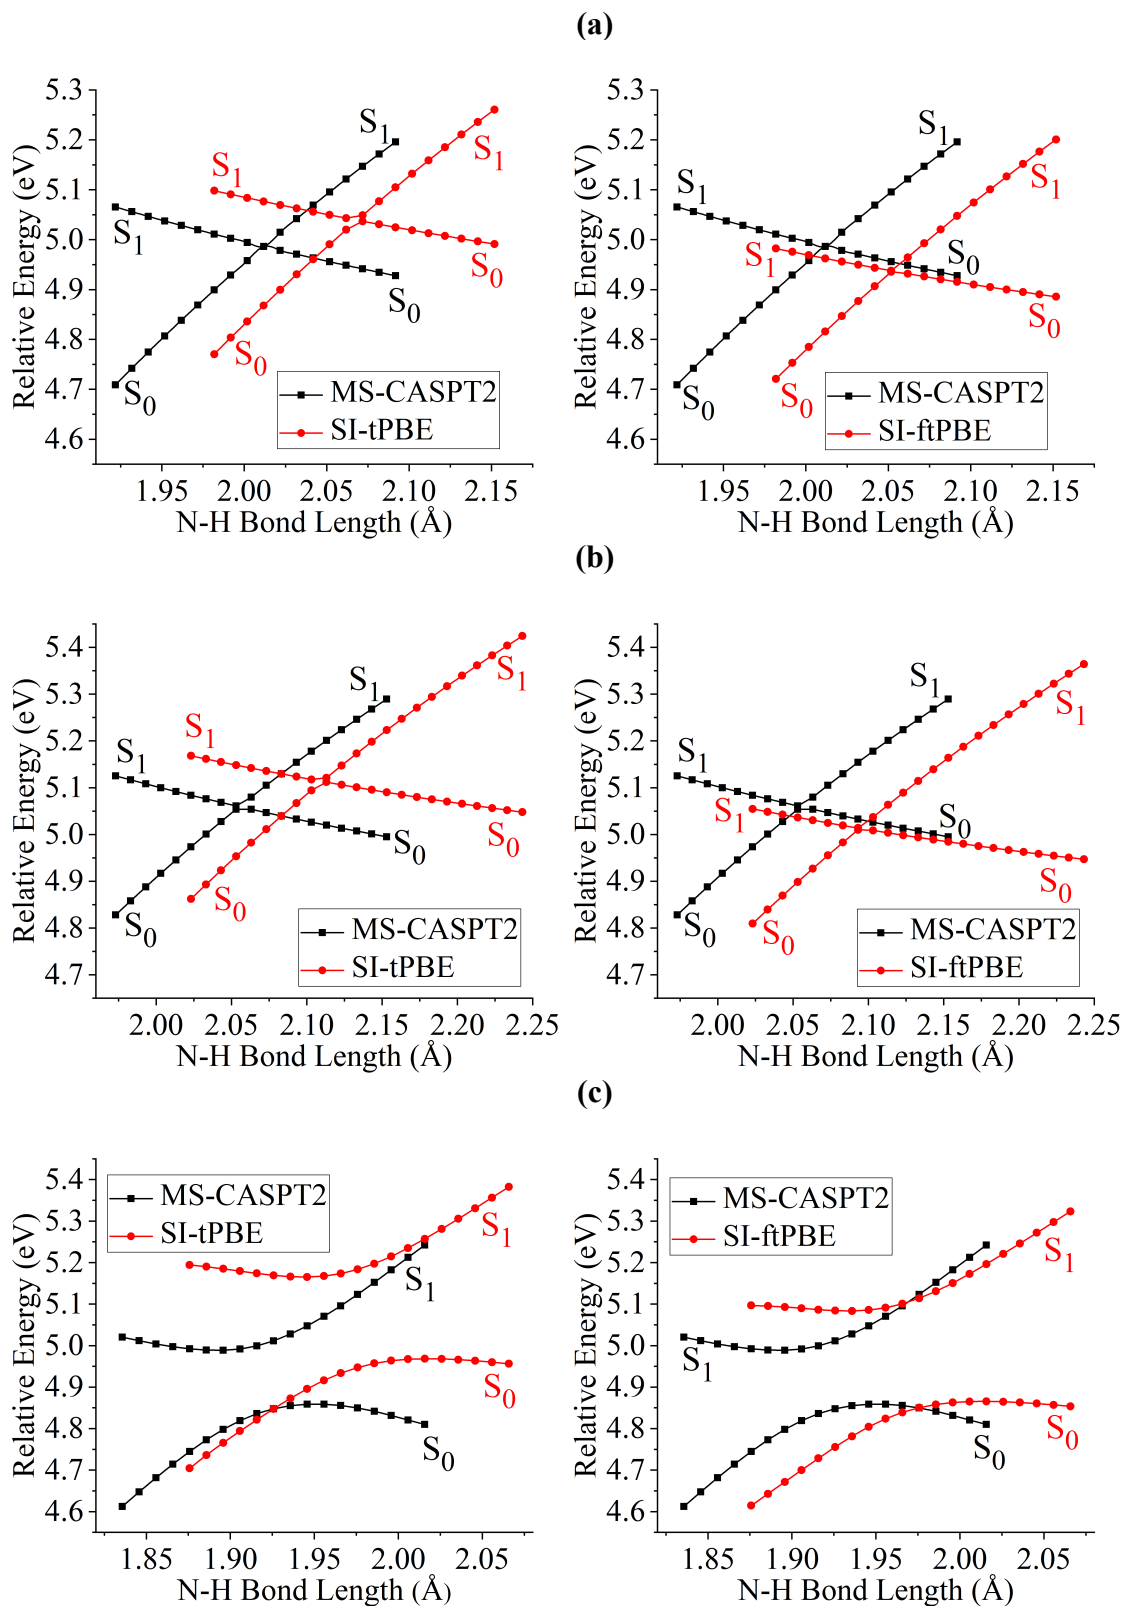 (a)
5.3
5.2
5.1
5.0
4.9
4.8
4.7
4.6
Relative Energy (eV)
S1
S1
S1
S1
S0
S0
S0
S0
MS-CASPT2
SI-tPBE
1.95 2.00 2.05 2.10 2.15
N-H Bond Length (Å)
5.3
5.2
5.1
5.0
4.9
4.8
4.7
4.6
Relative Energy (eV)
S1
S1
S1
S1
S0
S0
S0
MS-CASPT2
SI-ftPBE
1.95 2.00 2.05 2.10 2.15
N-H Bond Length (Å)
(b)
5.4
5.3
5.2
5.1
5.0
4.9
4.8
4.7
Relative Energy (eV)
S1
S1
S1
S1
S0
S0
S0
S0
MS-CASPT2
SI-tPBE
2.00 2.05 2.10 2.15 2.20 2.25
N-H Bond Length (Å)
5.4
5.3
5.2
5.1
5.0
4.9
4.8
4.7
Relative Energy (eV)
S1
S1
S1
S1
S0
S0
S0
S0
MS-CASPT2
SI-ftPBE
2.00 2.05 2.10 2.15 2.20 2.25
N-H Bond Length (Å)
(c)
5.4
5.3
5.2
5.1
5.0
4.9
4.8
4.7
4.6
Relative Energy (eV)
MS-CASPT2
SI-tPBE
S1
S1
S0
S0
1.85 1.90 1.95 2.00 2.05
N-H Bond Length (Å)
5.4
5.3
5.2
5.1
5.0
4.9
4.8
4.7
4.6
Relative Energy (eV)
MS-CASPT2
SI-ftPBE
S1
S1
S0
S0
1.85 1.90 1.95 2.00 2.05
N-H Bond Length (Å)